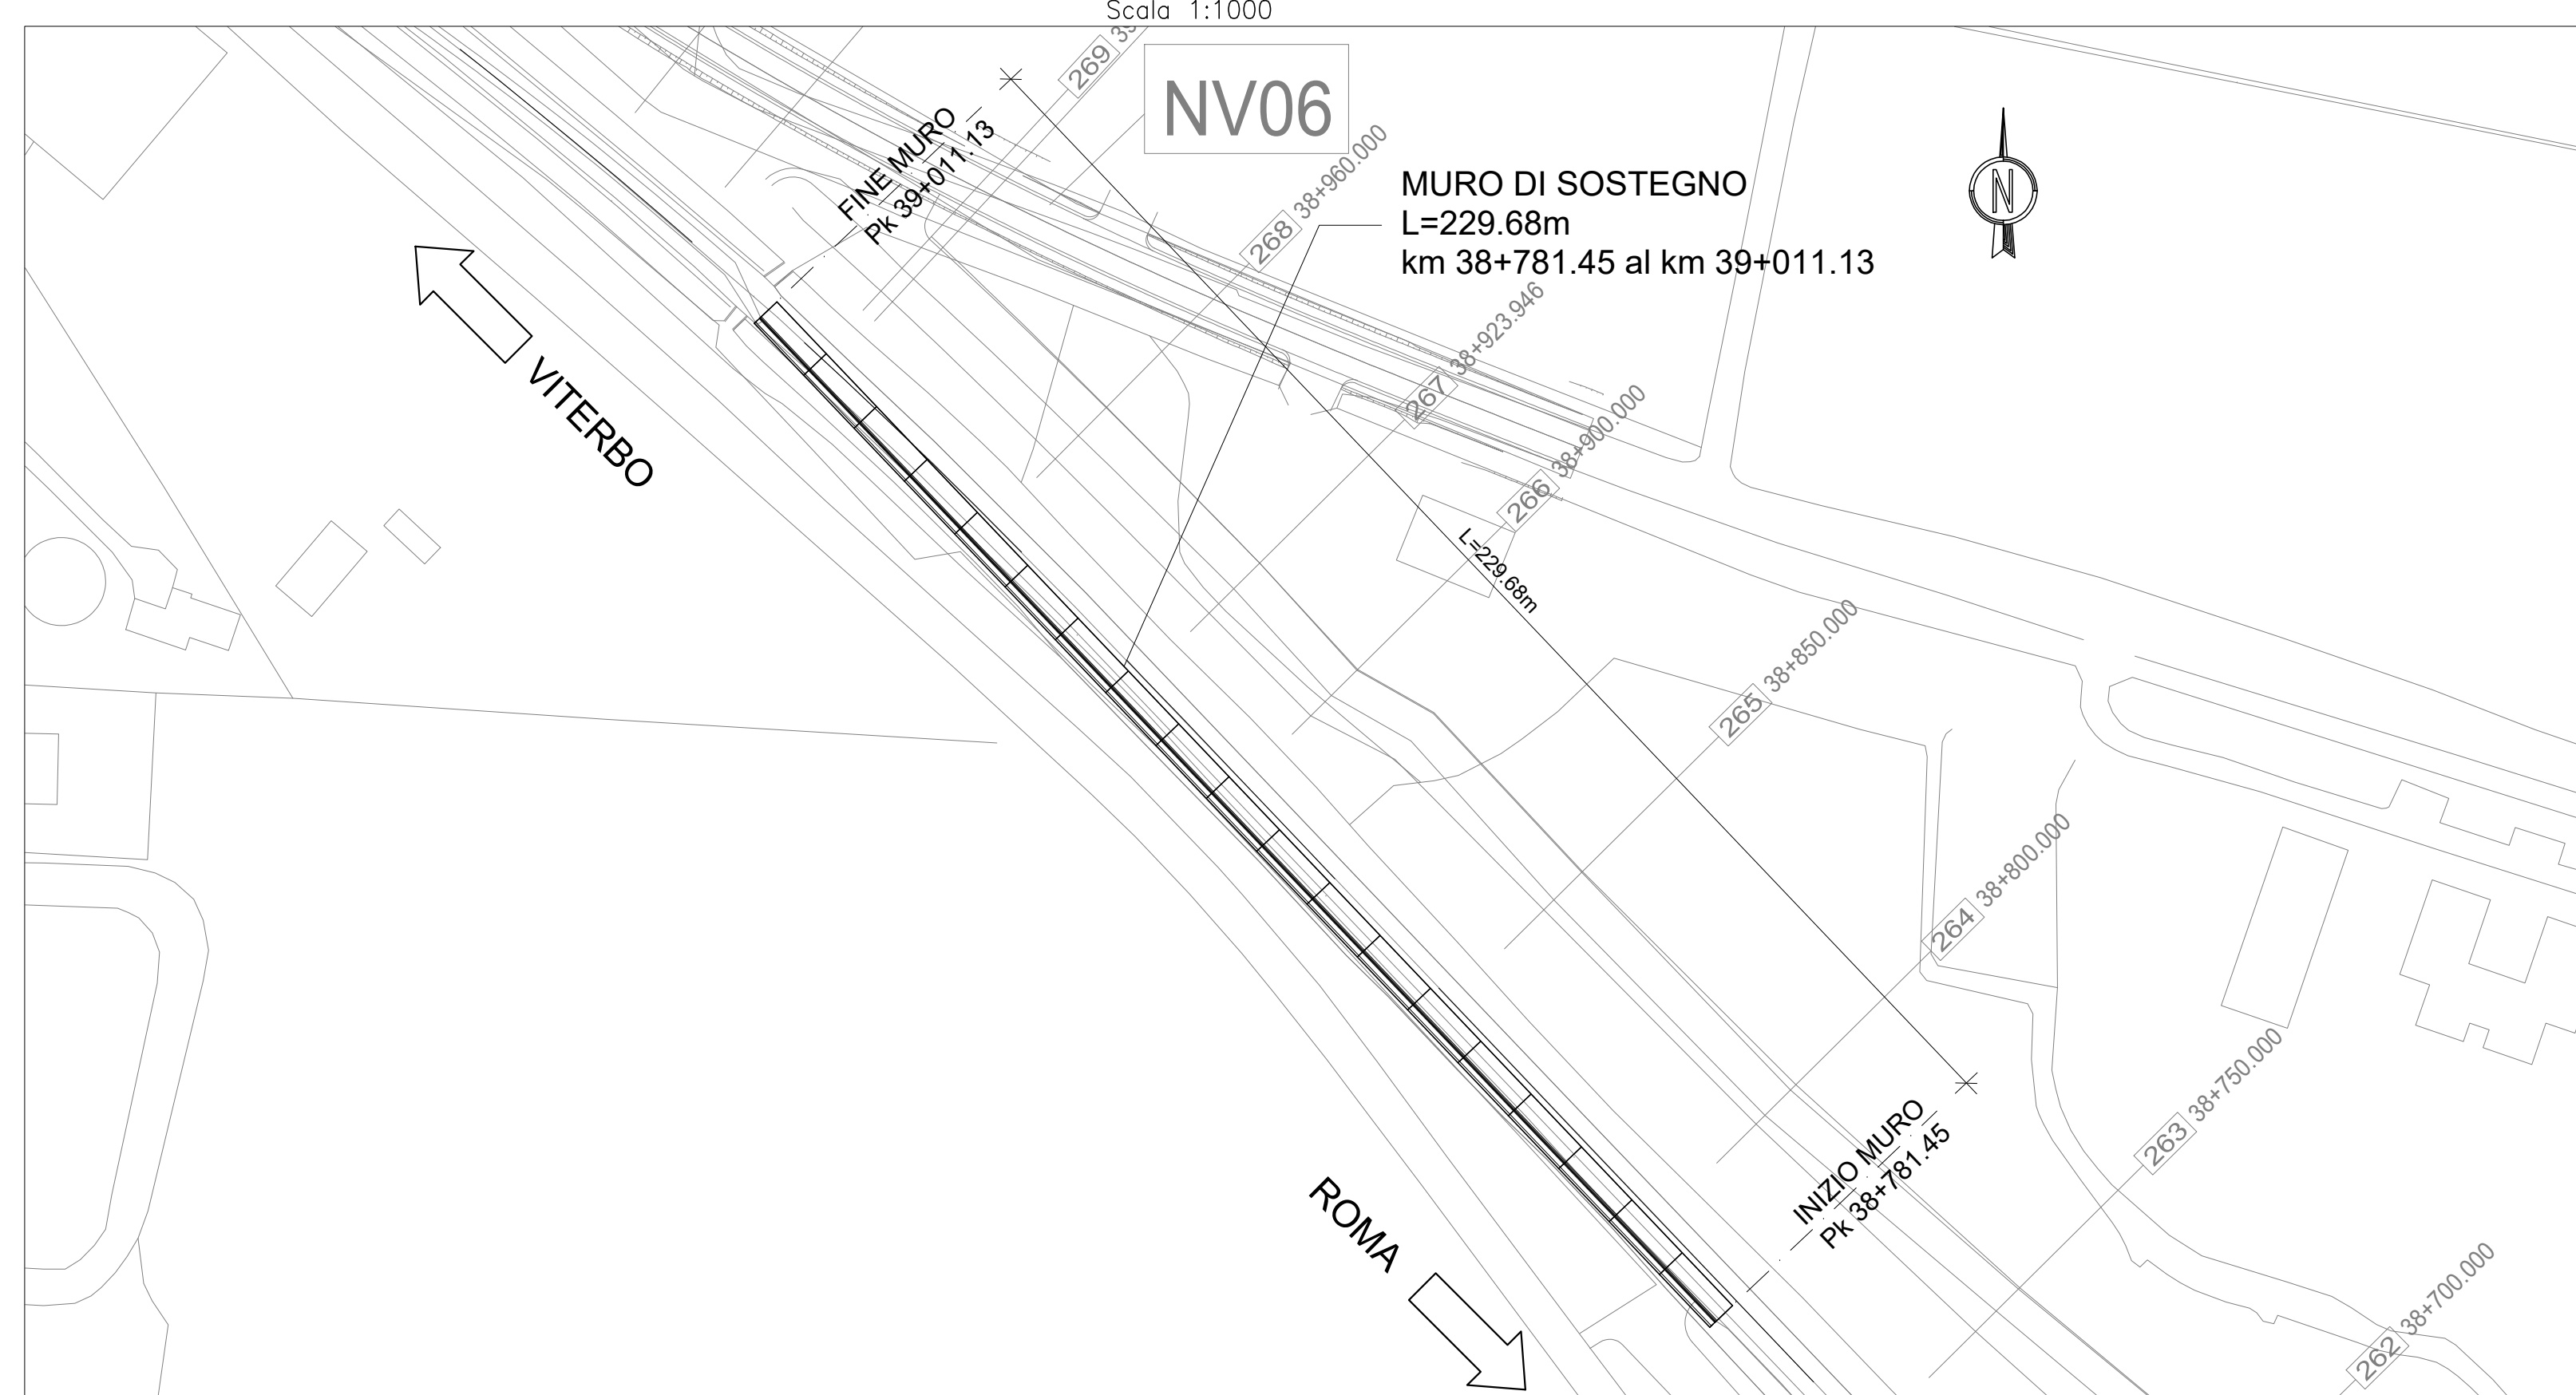 Scala 1:1000
269
NV06
FINE MURO
Pk 39+011.13
268 38+960.000
MURO DI SOSTEGNO
L=229.68m
km 38+781.45 al km 39+011.13
N
VITERBO
267 38+923.946
266 38+900.000
L=229.68m
265 38+850.000
264 38+800.000
INIZIO MURO
Pk 38+781.45
263 38+750.000
ROMA
262 38+700.000